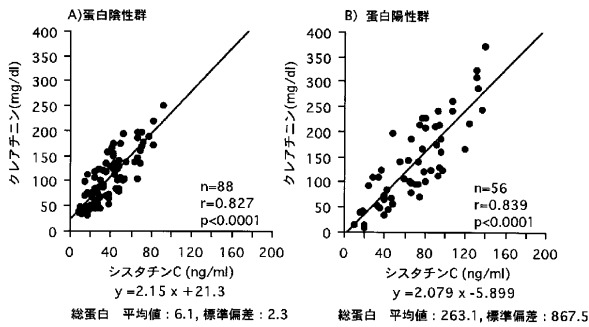 A)蛋白陰性群
400
350
300
250
200
150
100
50
0
クレアチニン(mg/dl)
n=88
r=0.827
p<0.0001
0 40 80 120 160 200
シスタチンC (ng/ml)
y =2.15 x +21.3
総蛋白 平均値：6.1, 標準偏差：2.3
B) 蛋白陽性群
400
350
300
250
200
150
100
50
0
クレアチニン(mg/dl)
n=56
r=0.839
p<0.0001
0 40 80 120 160 200
シスタチンC (ng/ml)
y =2.079 x -5.899
総蛋白 平均値：263.1, 標準偏差：867.5